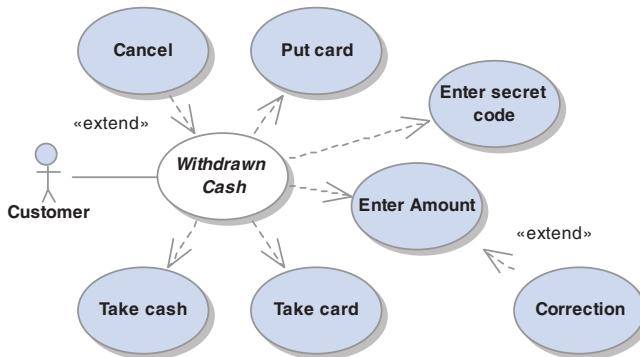 Cancel
Put card
Enter secret
code
«extend»
Withdrawn
Cash
Customer
Enter Amount
«extend»
Take cash
Take card
Correction